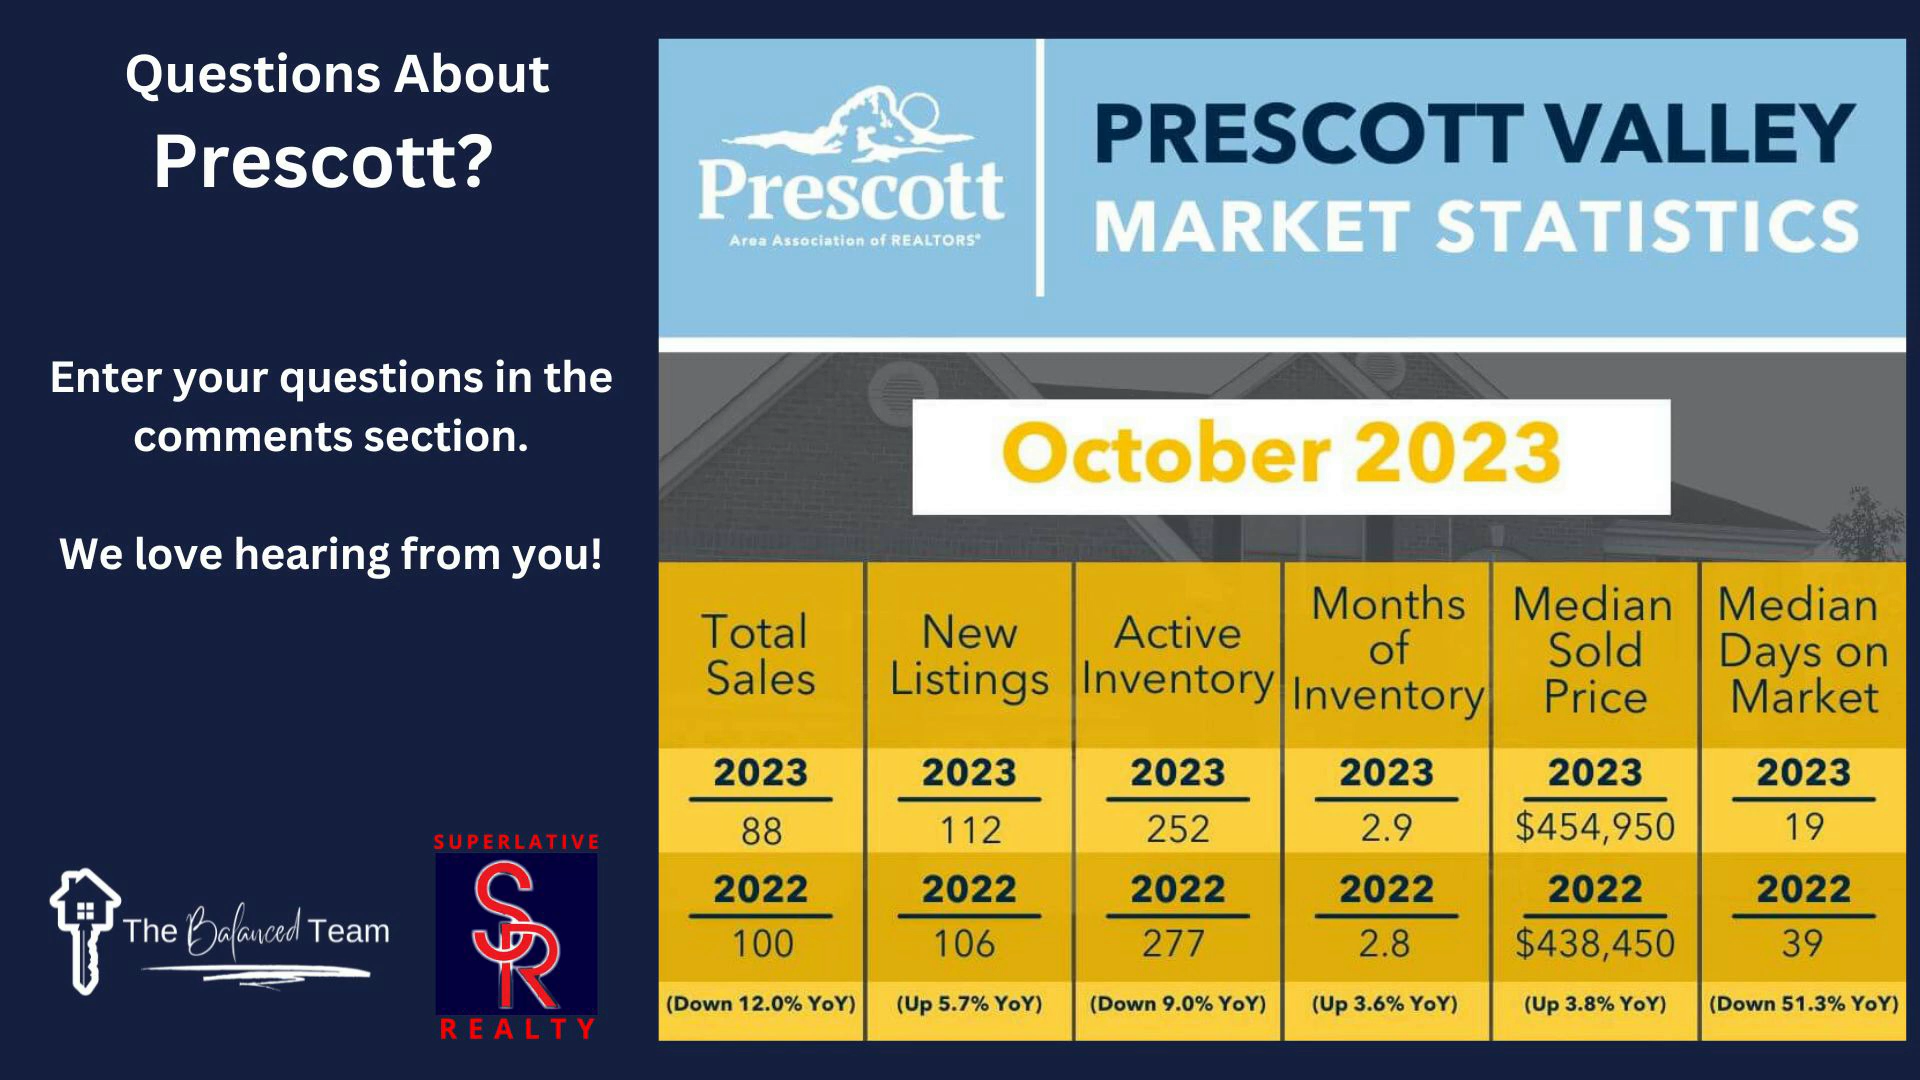 Questions About
Prescott?
Enter your questions in the
comments section.
We love hearing from you!
The Balanced Team
SUPERLATIVE
SR
REALTY
Prescott
Area Association of REALTORS®
PRESCOTT VALLEY
MARKET STATISTICS
October 2023
Total
Sales
New
Listings
Active
Inventory
Months
of
Inventory
Median
Sold
Price
Median
Days on
Market
2023 2023 2023 2023 2023 2023
88 112 252 2.9 $454,950 19
2022 2022 2022 2022 2022 2022
100 106 277 2.8 $438,450 39
(Down 12.0% YoY) (Up 5.7% YoY) (Down 9.0% YoY) (Up 3.6% YoY) (Up 3.8% YoY) (Down 51.3% YoY)